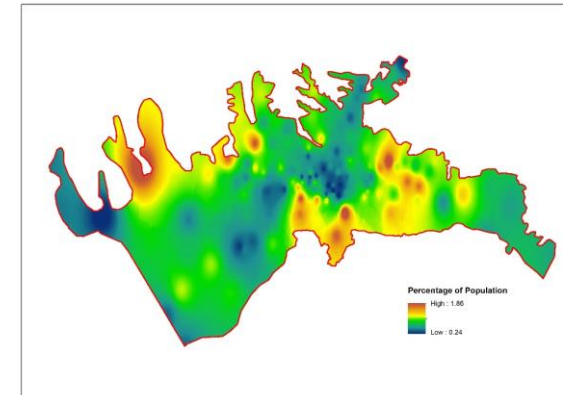 Percentage of Population
High : 1.86
Low : 0.24